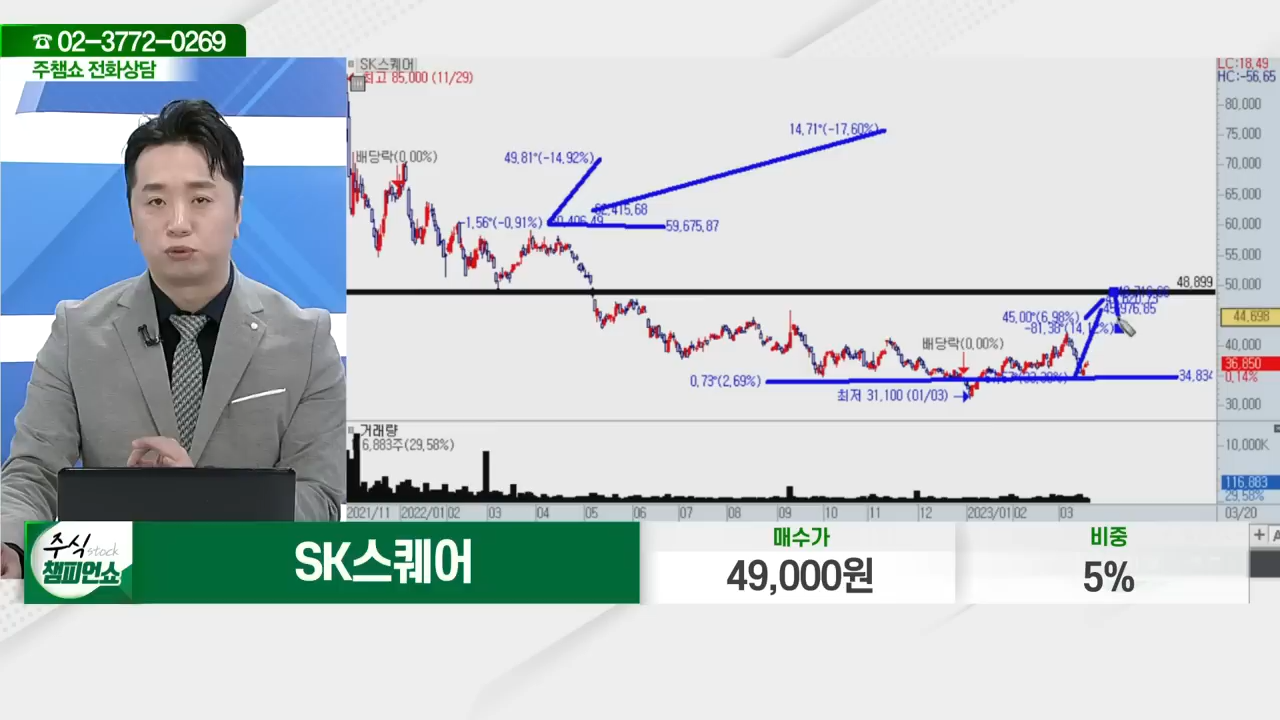 ☎ 02-3772-0269
주챔쇼 전화상담
SK스퀘어
최고 85,000 (11/29)
LC:18.49
HC:-56.65
80,000
75,000
70,000
65,000
60,000
55,000
50,000
44,698
40,000
36,850
0.14%
30,000
배당락(0,00%)
49,81°(-14,92%)
14,71°(-17,60%)
62,415,68
-1,56°(-0,91%)
59,675,87
48,899
45,00°(6,98%)
-81,38°(14,12%)
배당락(0,00%)
0,73°(2,69%)
34,834
최저 31,100 (01/03)
거래량
6,883주(29,58%)
10,000K
116,883
29,58%
2021/11
2022/01
02
03
04
05
06
07
08
09
10
11
12
2023/01
02
03
03/20
주식 stock
챔피언쇼
SK스퀘어
매수가
49,000원
비중
5%